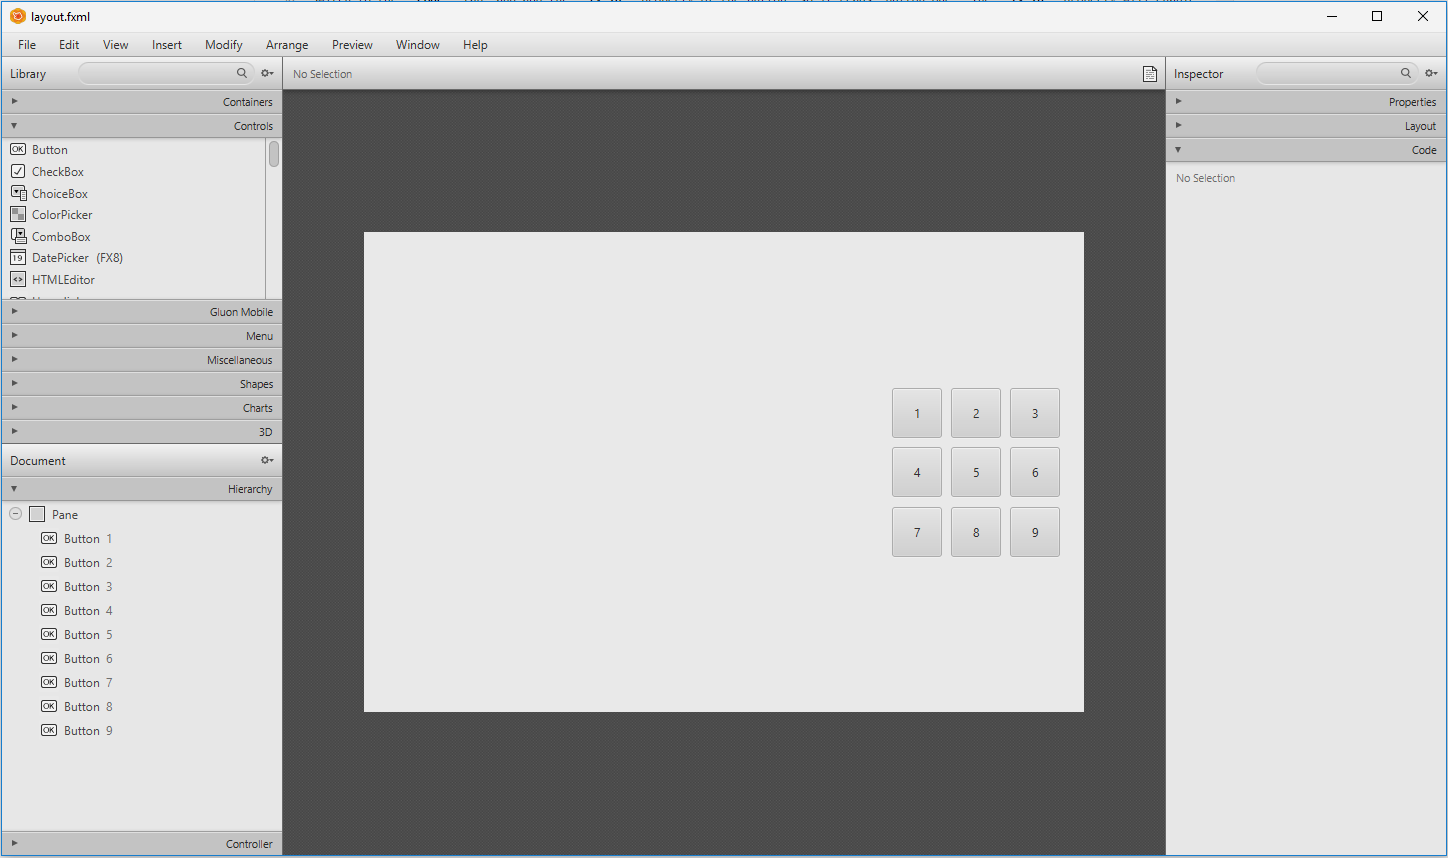 layout.fxml
File Edit View Insert Modify Arrange Preview Window Help
Library
Containers
Controls
OK Button
CheckBox
ChoiceBox
ColorPicker
ComboBox
19 DatePicker (FX8)
HTMLEditor
Gluon Mobile
Menu
Miscellaneous
Shapes
Charts
3D
Document
Hierarchy
Pane
OK Button 1
OK Button 2
OK Button 3
OK Button 4
OK Button 5
OK Button 6
OK Button 7
OK Button 8
OK Button 9
Controller
No Selection
1 2 3
4 5 6
7 8 9
Inspector
Properties
Layout
Code
No Selection